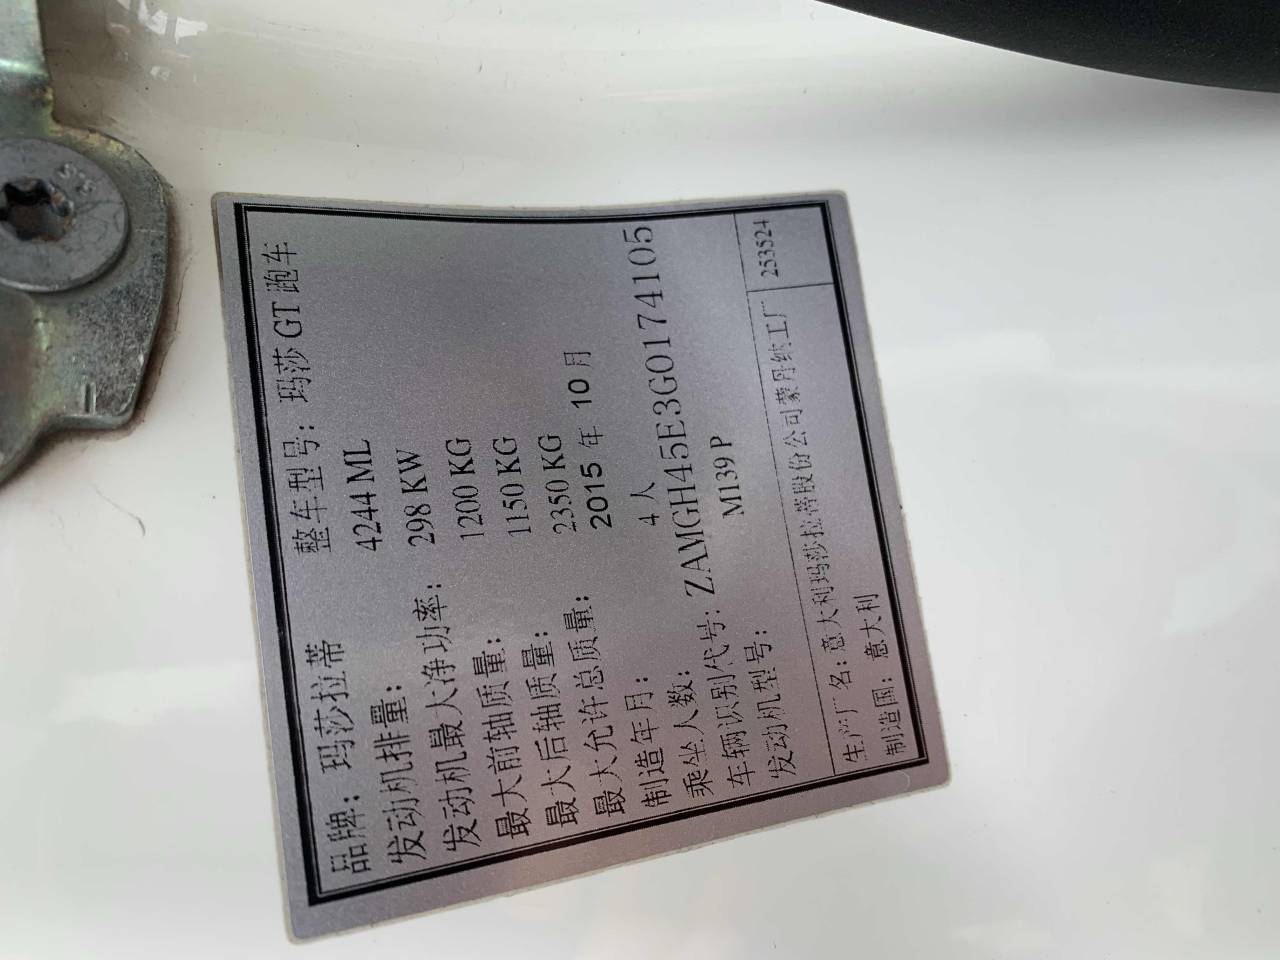 品牌：玛莎拉蒂 整车型号：玛莎 GT 跑车
发动机排量： 4244 ML
发动机最大净功率： 298 KW
最大前轴质量： 1200 KG
最大后轴质量： 1150 KG
最大允许总质量： 2350 KG
制造年月： 2015 年 10 月
乘坐人数： 4 人
车辆识别代号：ZAMGH45E3G0174105
发动机型号： M139 P
生产厂名：意大利玛莎拉蒂股份公司蒙丹纳工厂 253524
制造国：意大利